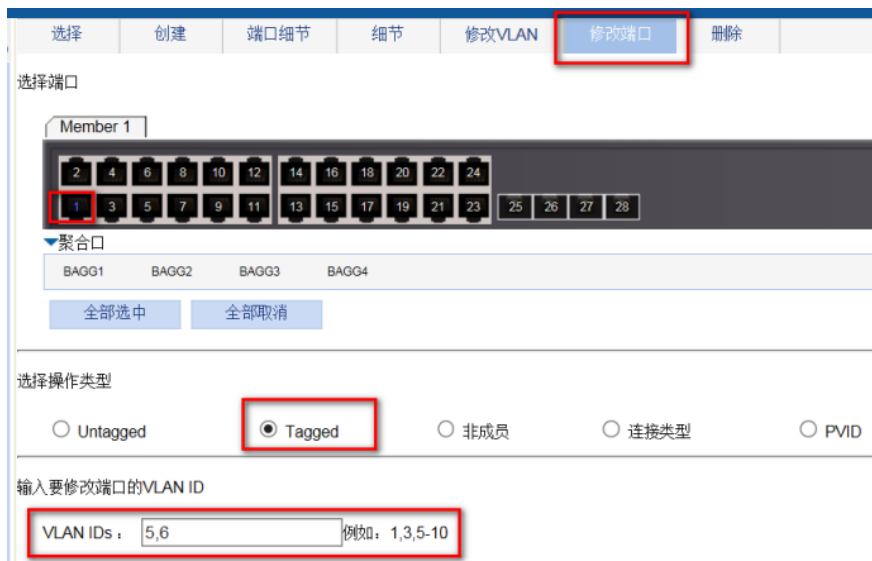 选择 创建 端口细节 细节 修改VLAN 修改端口 删除
选择端口
Member 1
2 4 6 8 10 12 14 16 18 20 22 24
1 3 5 7 9 11 13 15 17 19 21 23 25 26 27 28
聚合口
BAGG1 BAGG2 BAGG3 BAGG4
全部选中 全部取消
选择操作类型
Untagged Tagged 非成员 连接类型 PVID
输入要修改端口的VLAN ID
VLAN IDs： 5,6 例如：1,3,5-10